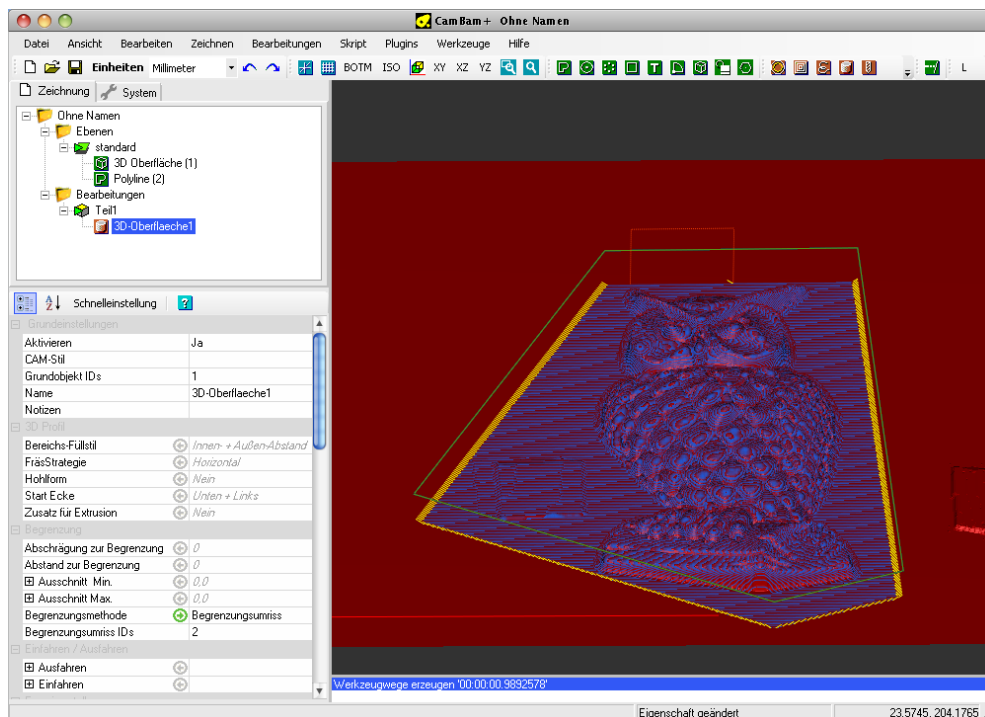 CamBam+ Ohne Namen
Datei Ansicht Bearbeiten Zeichnen Bearbeitungen Skript Plugins Werkzeuge Hilfe
Einheiten Millimeter BOTM ISO XY XZ YZ T L
Zeichnung System
Ohne Namen
Ebenen
standard
3D Oberfläche (1)
Polyline (2)
Bearbeitungen
Teil1
3D-Oberflaeche1
Schnelleinstellung
Grundeinstellungen
Aktivieren Ja
CAM-Stil
Grundobjekt IDs 1
Name 3D-Oberflaeche1
Notizen
3D Profil
Bereichs-Füllstil Innen- + Außen-Abstand
FräsStrategie Horizontal
Hohlform Nein
Start Ecke Unten + Links
Zusatz für Extrusion Nein
Begrenzung
Abschrägung zur Begrenzung 0
Abstand zur Begrenzung 0
Ausschnitt Min. 0,0
Ausschnitt Max. 0,0
Begrenzungsmethode Begrenzungsumriss
Begrenzungsumriss IDs 2
Einfahren / Ausfahren
Ausfahren
Einfahren
Werkzeugwege erzeugen '00:00:00.9892578'
Eigenschaft geändert 23.5745, 204.1765